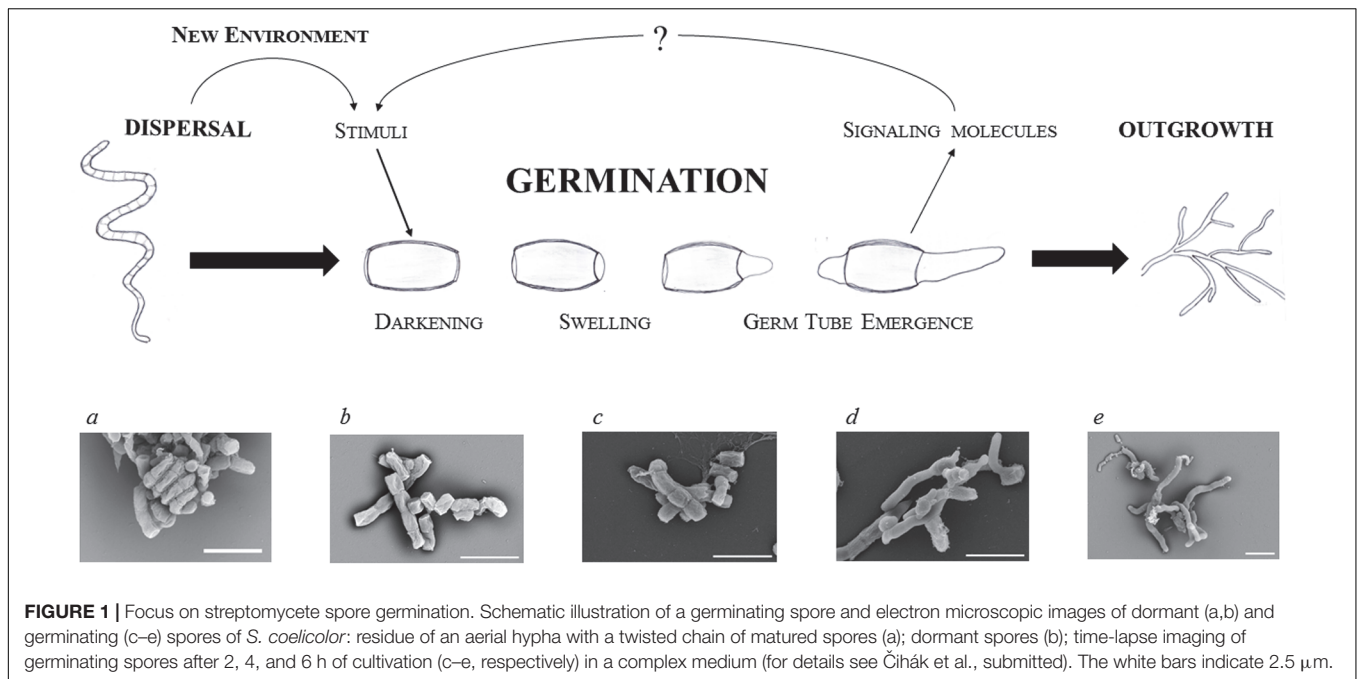 NEW ENVIRONMENT
?
DISPERSAL
STIMULI
SIGNALING MOLECULES
OUTGROWTH
GERMINATION
DARKENING
SWELLING
GERM TUBE EMERGENCE
a
b
c
d
e
FIGURE 1 | Focus on streptomycete spore germination. Schematic illustration of a germinating spore and electron microscopic images of dormant (a,b) and
germinating (c–e) spores of S. coelicolor: residue of an aerial hypha with a twisted chain of matured spores (a); dormant spores (b); time-lapse imaging of
germinating spores after 2, 4, and 6 h of cultivation (c–e, respectively) in a complex medium (for details see Čihák et al., submitted). The white bars indicate 2.5 μm.